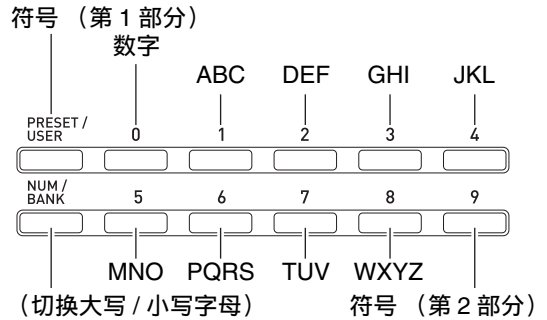 符号 （第 1 部分）
数字
ABC DEF GHI JKL
PRESET /
USER 0 1 2 3 4
NUM /
BANK 5 6 7 8 9
MNO PQRS TUV WXYZ
（切换大写 / 小写字母） 符号 （第 2 部分）